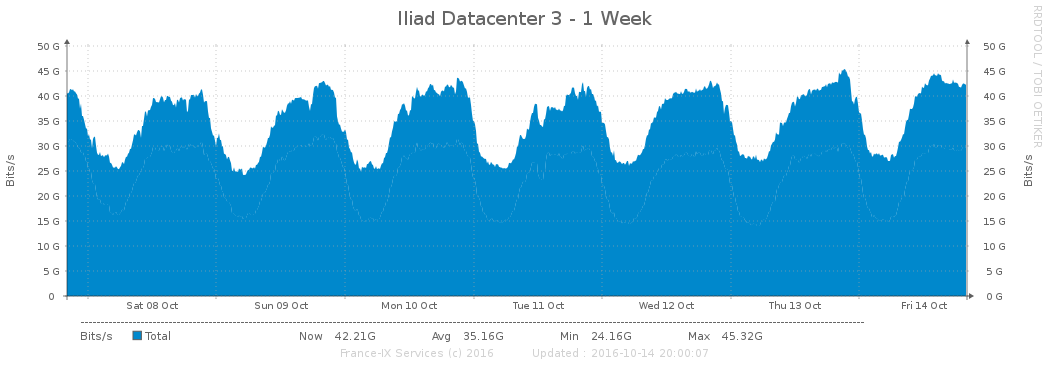 Iliad Datacenter 3 - 1 Week
RRDTOOL / TOBI OETIKER
Bits/s
50 G
45 G
40 G
35 G
30 G
25 G
20 G
15 G
10 G
5 G
0
50 G
45 G
40 G
35 G
30 G
25 G
20 G
15 G
10 G
5 G
0 G
Bits/s
Sat 08 Oct Sun 09 Oct Mon 10 Oct Tue 11 Oct Wed 12 Oct Thu 13 Oct Fri 14 Oct
Bits/s Total Now 42.21G Avg 35.16G Min 24.16G Max 45.32G
France-IX Services (c) 2016 Updated : 2016-10-14 20:00:07